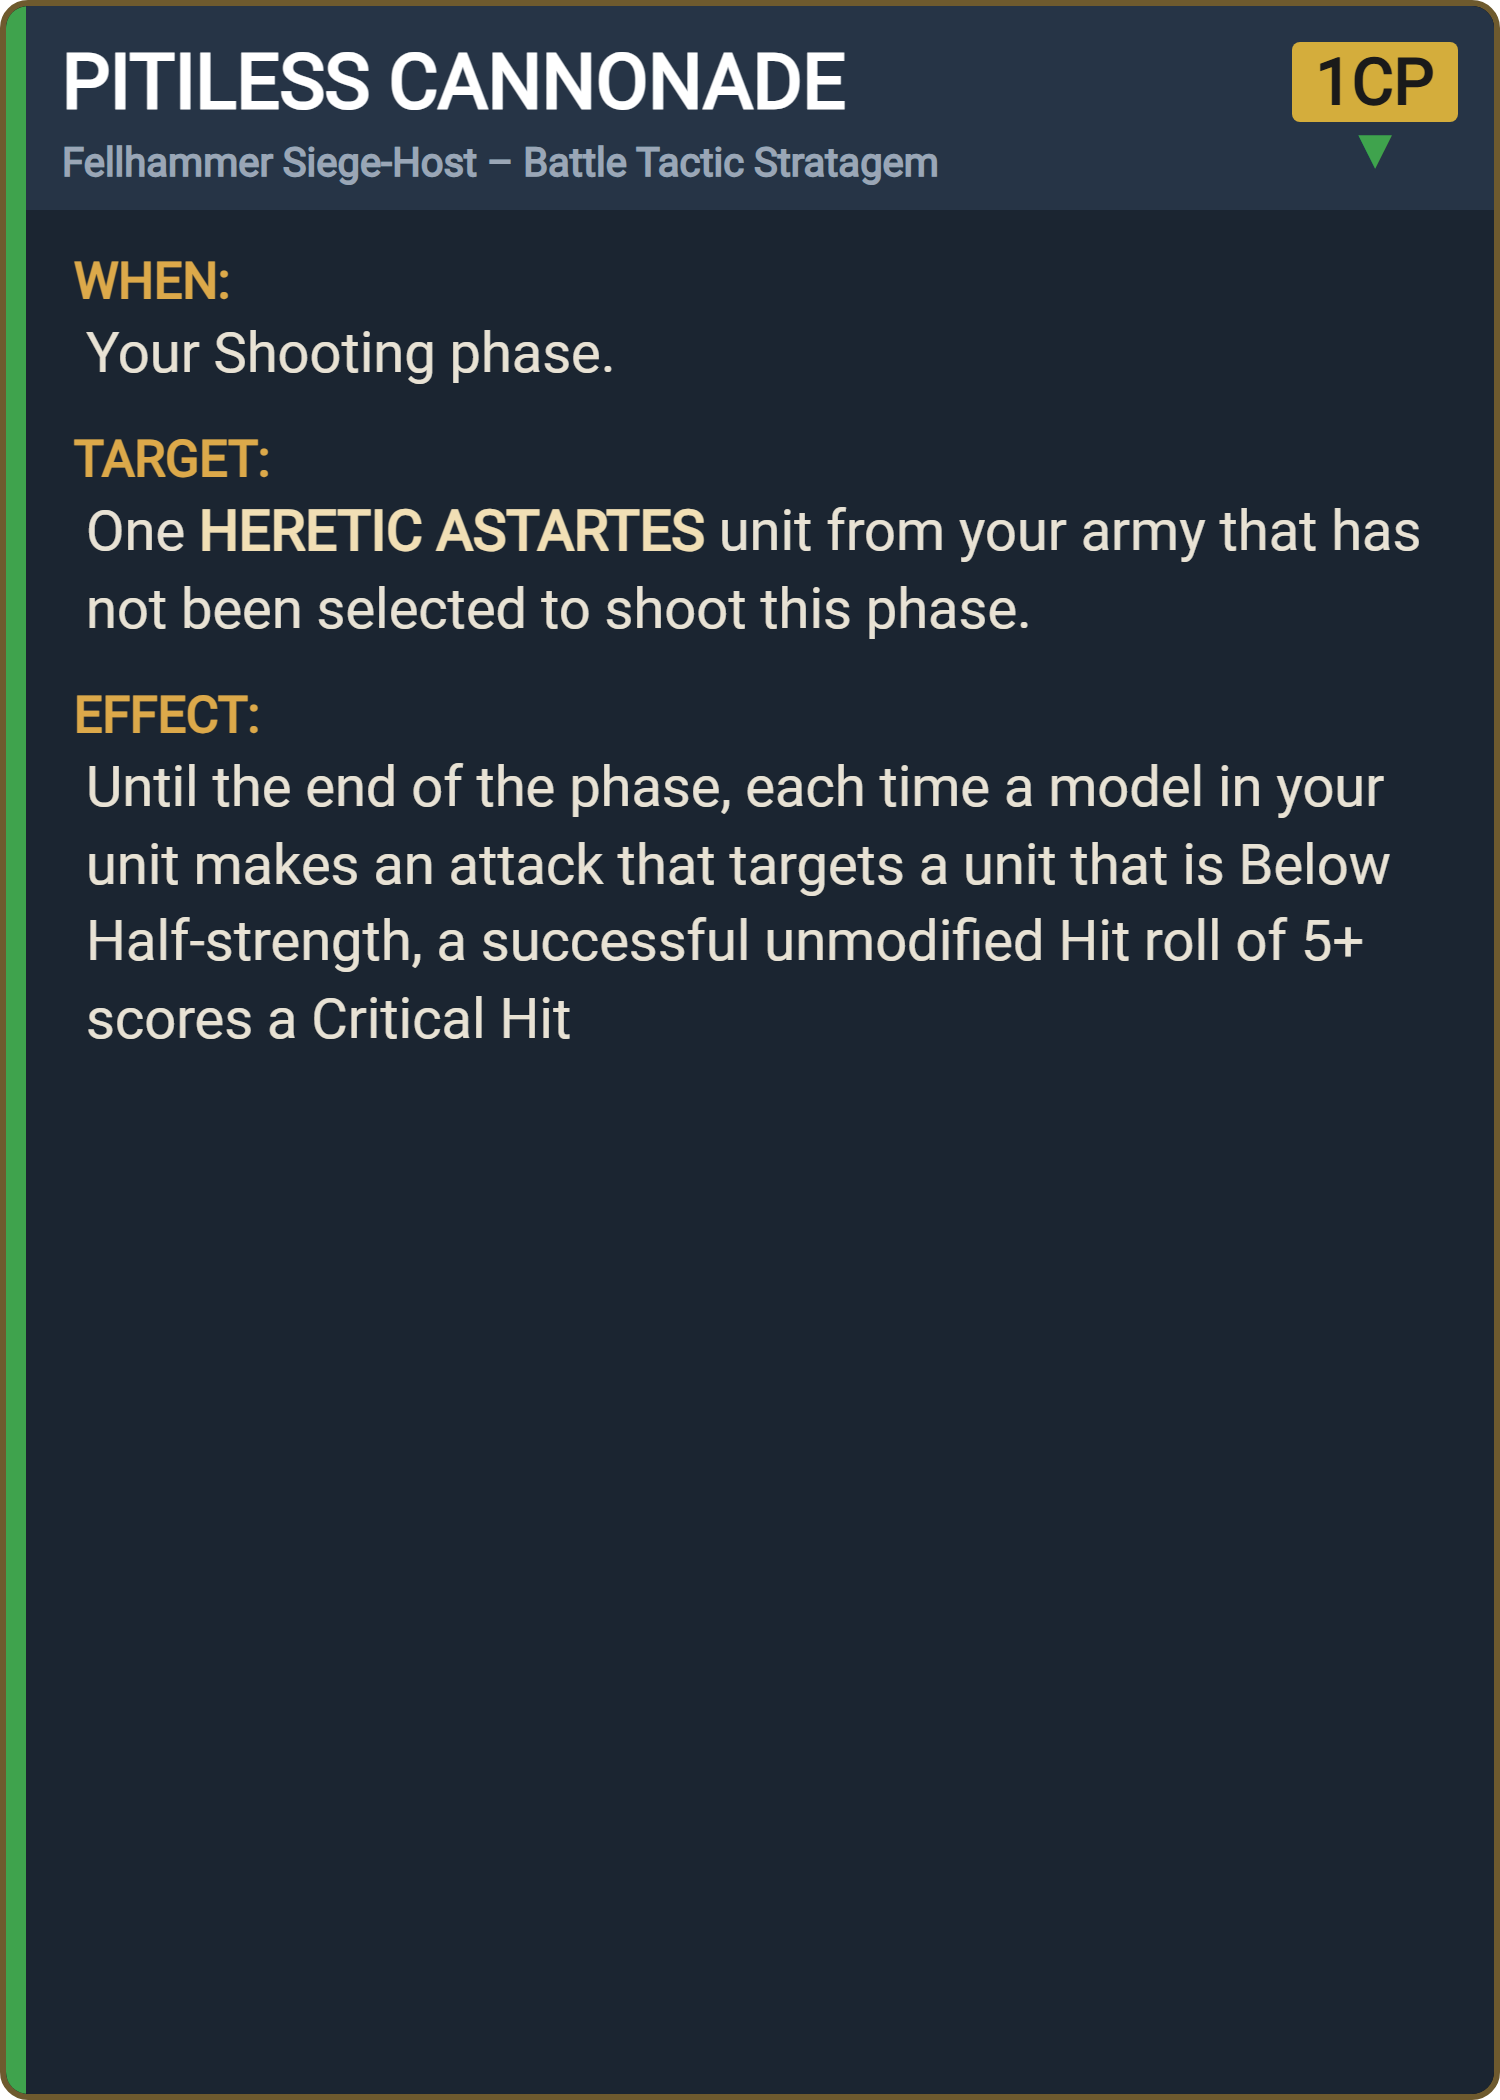 PITILESS CANNONADE
1CP
Fellhammer Siege-Host – Battle Tactic Stratagem
WHEN:
Your Shooting phase.
TARGET:
One HERETIC ASTARTES unit from your army that has
not been selected to shoot this phase.
EFFECT:
Until the end of the phase, each time a model in your
unit makes an attack that targets a unit that is Below
Half-strength, a successful unmodified Hit roll of 5+
scores a Critical Hit